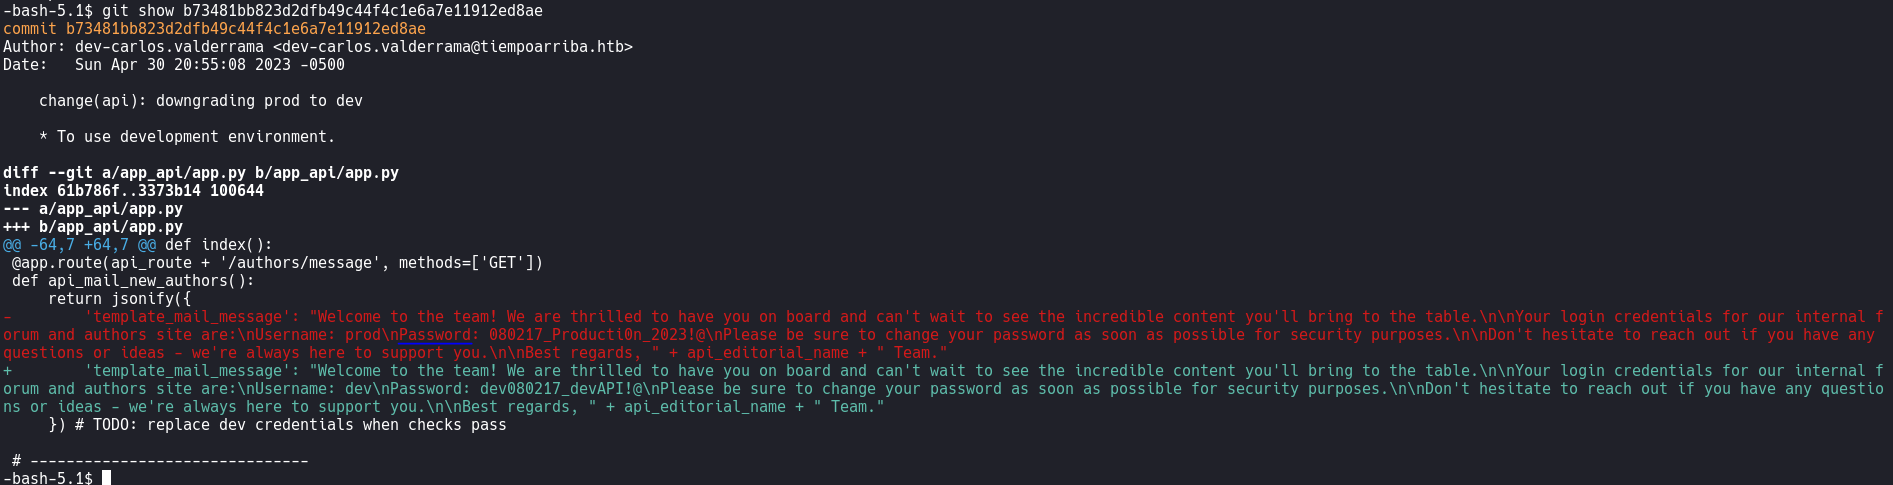 -bash-5.1$ git show b73481bb823d2dfb49c44f4c1e6a7e11912ed8ae
commit b73481bb823d2dfb49c44f4c1e6a7e11912ed8ae
Author: dev-carlos.valderrama <dev-carlos.valderrama@tiempoarriba.htb>
Date:   Sun Apr 30 20:55:08 2023 -0500

    change(api): downgrading prod to dev

    * To use development environment.

diff --git a/app_api/app.py b/app_api/app.py
index 61b786f..3373b14 100644
--- a/app_api/app.py
+++ b/app_api/app.py
@@ -64,7 +64,7 @@ def index():
 @app.route(api_route + '/authors/message', methods=['GET'])
 def api_mail_new_authors():
     return jsonify({
-        'template_mail_message': "Welcome to the team! We are thrilled to have you on board and can't wait to see the incredible content you'll bring to the table.\n\nYour login credentials for our internal f
orum and authors site are:\nUsername: prod\nPassword: 080217_Producti0n_2023!@\nPlease be sure to change your password as soon as possible for security purposes.\n\nDon't hesitate to reach out if you have any
questions or ideas - we're always here to support you.\n\nBest regards, " + api_editorial_name + " Team."
+        'template_mail_message': "Welcome to the team! We are thrilled to have you on board and can't wait to see the incredible content you'll bring to the table.\n\nYour login credentials for our internal f
orum and authors site are:\nUsername: dev\nPassword: dev080217_devAPI!@\nPlease be sure to change your password as soon as possible for security purposes.\n\nDon't hesitate to reach out if you have any questio
ns or ideas - we're always here to support you.\n\nBest regards, " + api_editorial_name + " Team."
     }) # TODO: replace dev credentials when checks pass

 # -------------------------------
-bash-5.1$